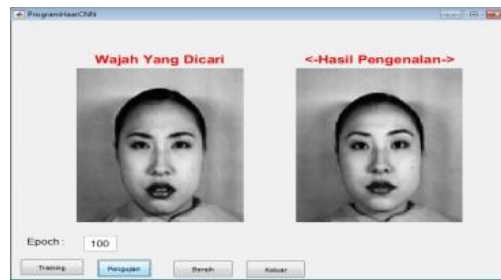 ProgramHaarCNN
Wajah Yang Dicari
<-Hasil Pengenalan->
Epoch :
100
Training
Pengujian
Bersih
Keluar